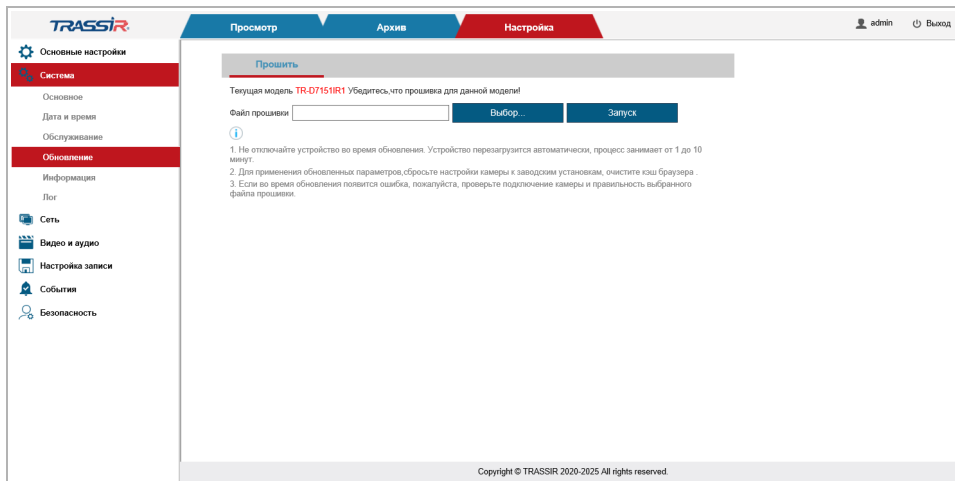 TRASSIR
Просмотр
Архив
Настройка
admin
Выход
Основные настройки
Система
Основное
Дата и время
Обслуживание
Обновление
Информация
Лог
Сеть
Видео и аудио
Настройка записи
События
Безопасность
Прошить
Текущая модель TR-D7151IR1 Убедитесь,что прошивка для данной модели!
Файл прошивки
Выбор...
Запуск
1. Не отключайте устройство во время обновления. Устройство перезагрузится автоматически, процесс занимает от 1 до 10
минут.
2. Для применения обновленных параметров,сбросьте настройки камеры к заводским установкам, очистите кэш браузера .
3. Если во время обновления появится ошибка, пожалуйста, проверьте подключение камеры и правильность выбранного
файла прошивки.
Copyright © TRASSIR 2020-2025 All rights reserved.